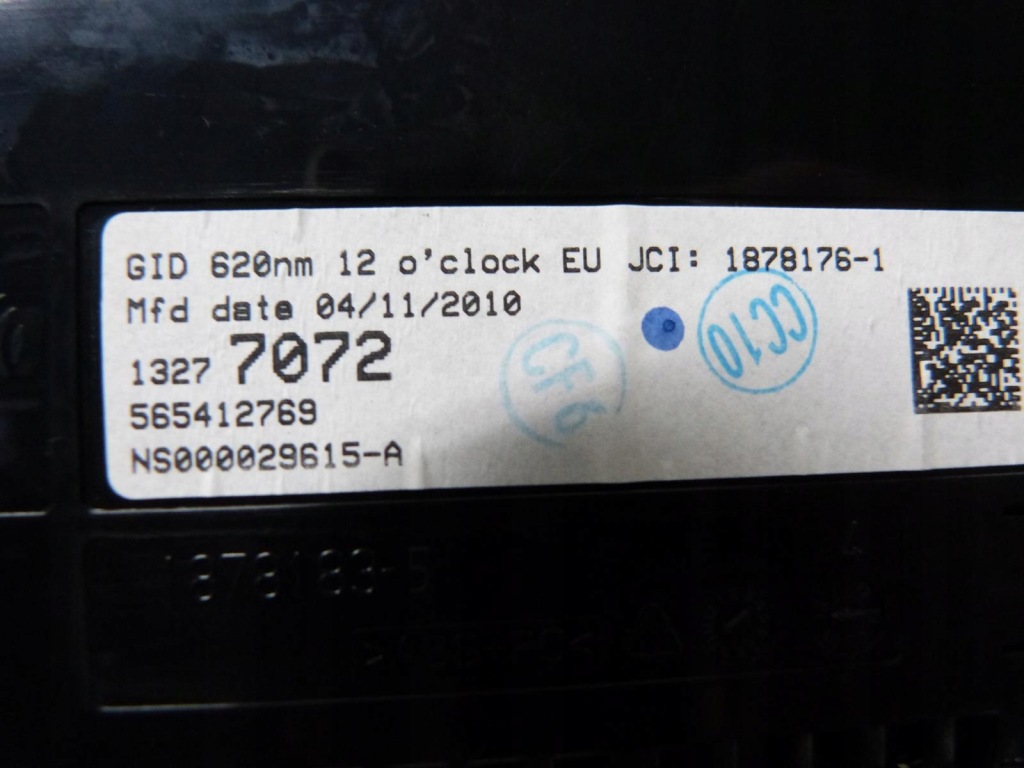 GID 620nm 12 o'clock EU JCI: 1878176-1
Mfd date 04/11/2010
1327 7072
565412769
NS000029615-A
CF6
CC10